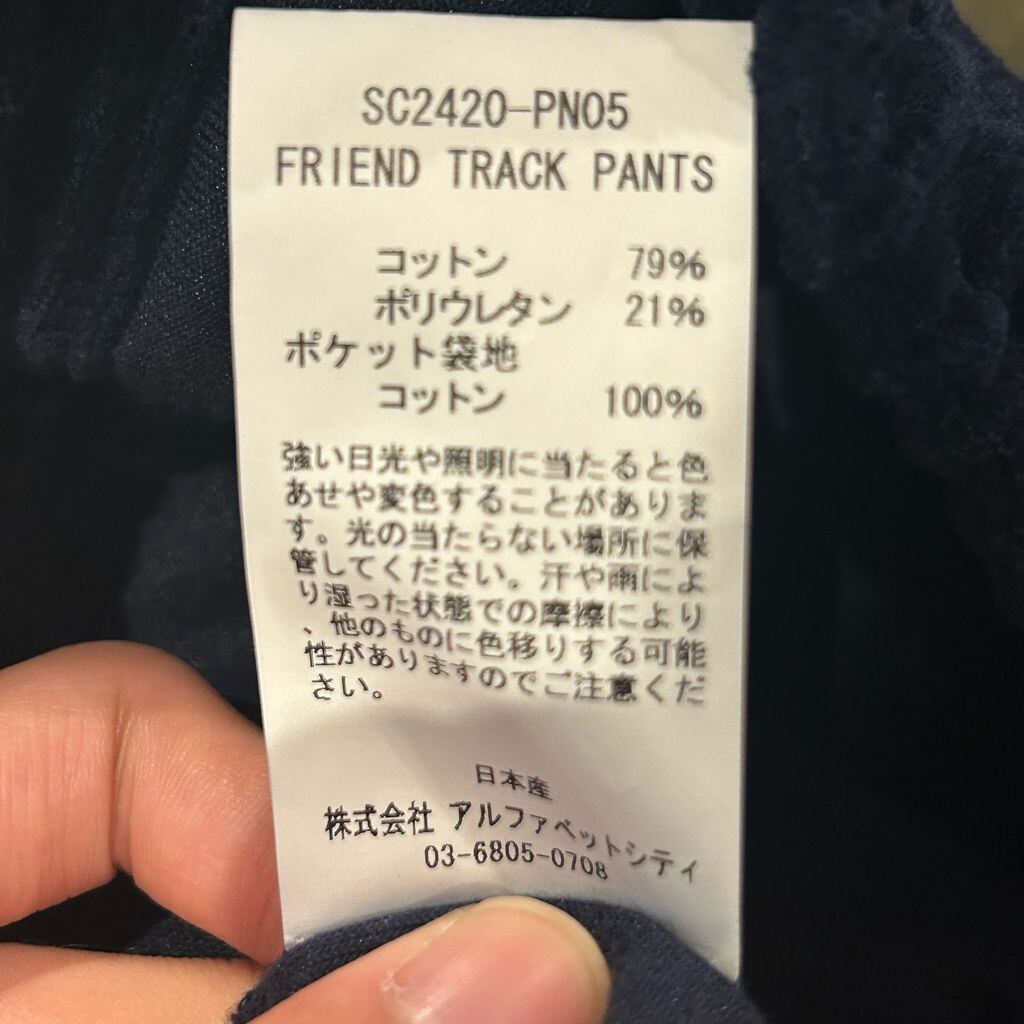 SC2420-PN05
FRIEND TRACK PANTS
コットン 79%
ポリウレタン 21%
ポケット袋地
コットン 100%
強い日光や照明に当たると色
あせや変色することがありま
す。光の当たらない場所に保
管してください。汗や雨によ
り湿った状態での摩擦により
、他のものに色移りする可能
性がありますのでご注意くだ
さい。
日本産
株式会社 アルファベットシティ
03-6805-0708